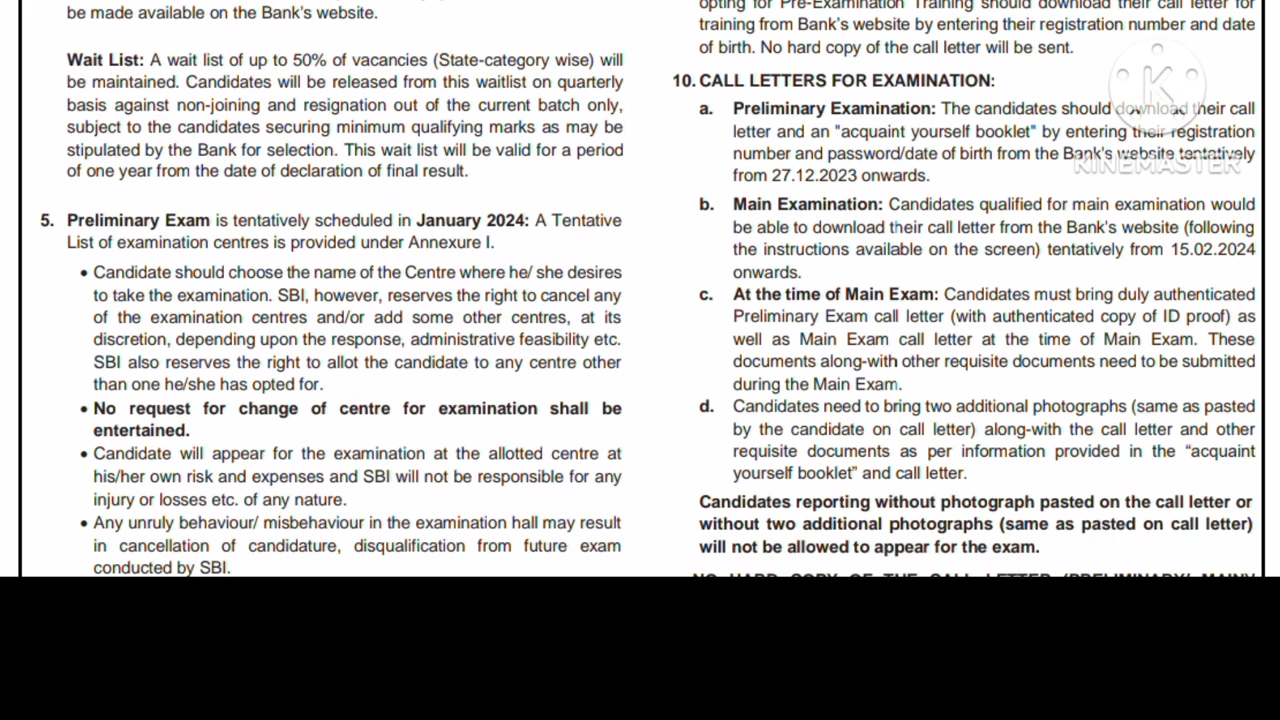 be made available on the Bank's website.
Wait List: A wait list of up to 50% of vacancies (State-category wise) will
be maintained. Candidates will be released from this waitlist on quarterly
basis against non-joining and resignation out of the current batch only,
subject to the candidates securing minimum qualifying marks as may be
stipulated by the Bank for selection. This wait list will be valid for a period
of one year from the date of declaration of final result.
5. Preliminary Exam is tentatively scheduled in January 2024: A Tentative
List of examination centres is provided under Annexure I.
• Candidate should choose the name of the Centre where he/ she desires
to take the examination. SBI, however, reserves the right to cancel any
of the examination centres and/or add some other centres, at its
discretion, depending upon the response, administrative feasibility etc.
SBI also reserves the right to allot the candidate to any centre other
than one he/she has opted for.
• No request for change of centre for examination shall be
entertained.
• Candidate will appear for the examination at the allotted centre at
his/her own risk and expenses and SBI will not be responsible for any
injury or losses etc. of any nature.
• Any unruly behaviour/ misbehaviour in the examination hall may result
in cancellation of candidature, disqualification from future exam
conducted by SBI.
opting for Pre-Examination Training should download their call letter for
training from Bank's website by entering their registration number and date
of birth. No hard copy of the call letter will be sent.
10. CALL LETTERS FOR EXAMINATION:
a. Preliminary Examination: The candidates should download their call
letter and an "acquaint yourself booklet" by entering their registration
number and password/date of birth from the Bank's website tentatively
from 27.12.2023 onwards.
b. Main Examination: Candidates qualified for main examination would
be able to download their call letter from the Bank's website (following
the instructions available on the screen) tentatively from 15.02.2024
onwards.
c. At the time of Main Exam: Candidates must bring duly authenticated
Preliminary Exam call letter (with authenticated copy of ID proof) as
well as Main Exam call letter at the time of Main Exam. These
documents along-with other requisite documents need to be submitted
during the Main Exam.
d. Candidates need to bring two additional photographs (same as pasted
by the candidate on call letter) along-with the call letter and other
requisite documents as per information provided in the “acquaint
yourself booklet” and call letter.
Candidates reporting without photograph pasted on the call letter or
without two additional photographs (same as pasted on call letter)
will not be allowed to appear for the exam.
NO HARD COPY OF THE CALL LETTER (PRELIMINARY/ MAIN)
K
KINEMASTER